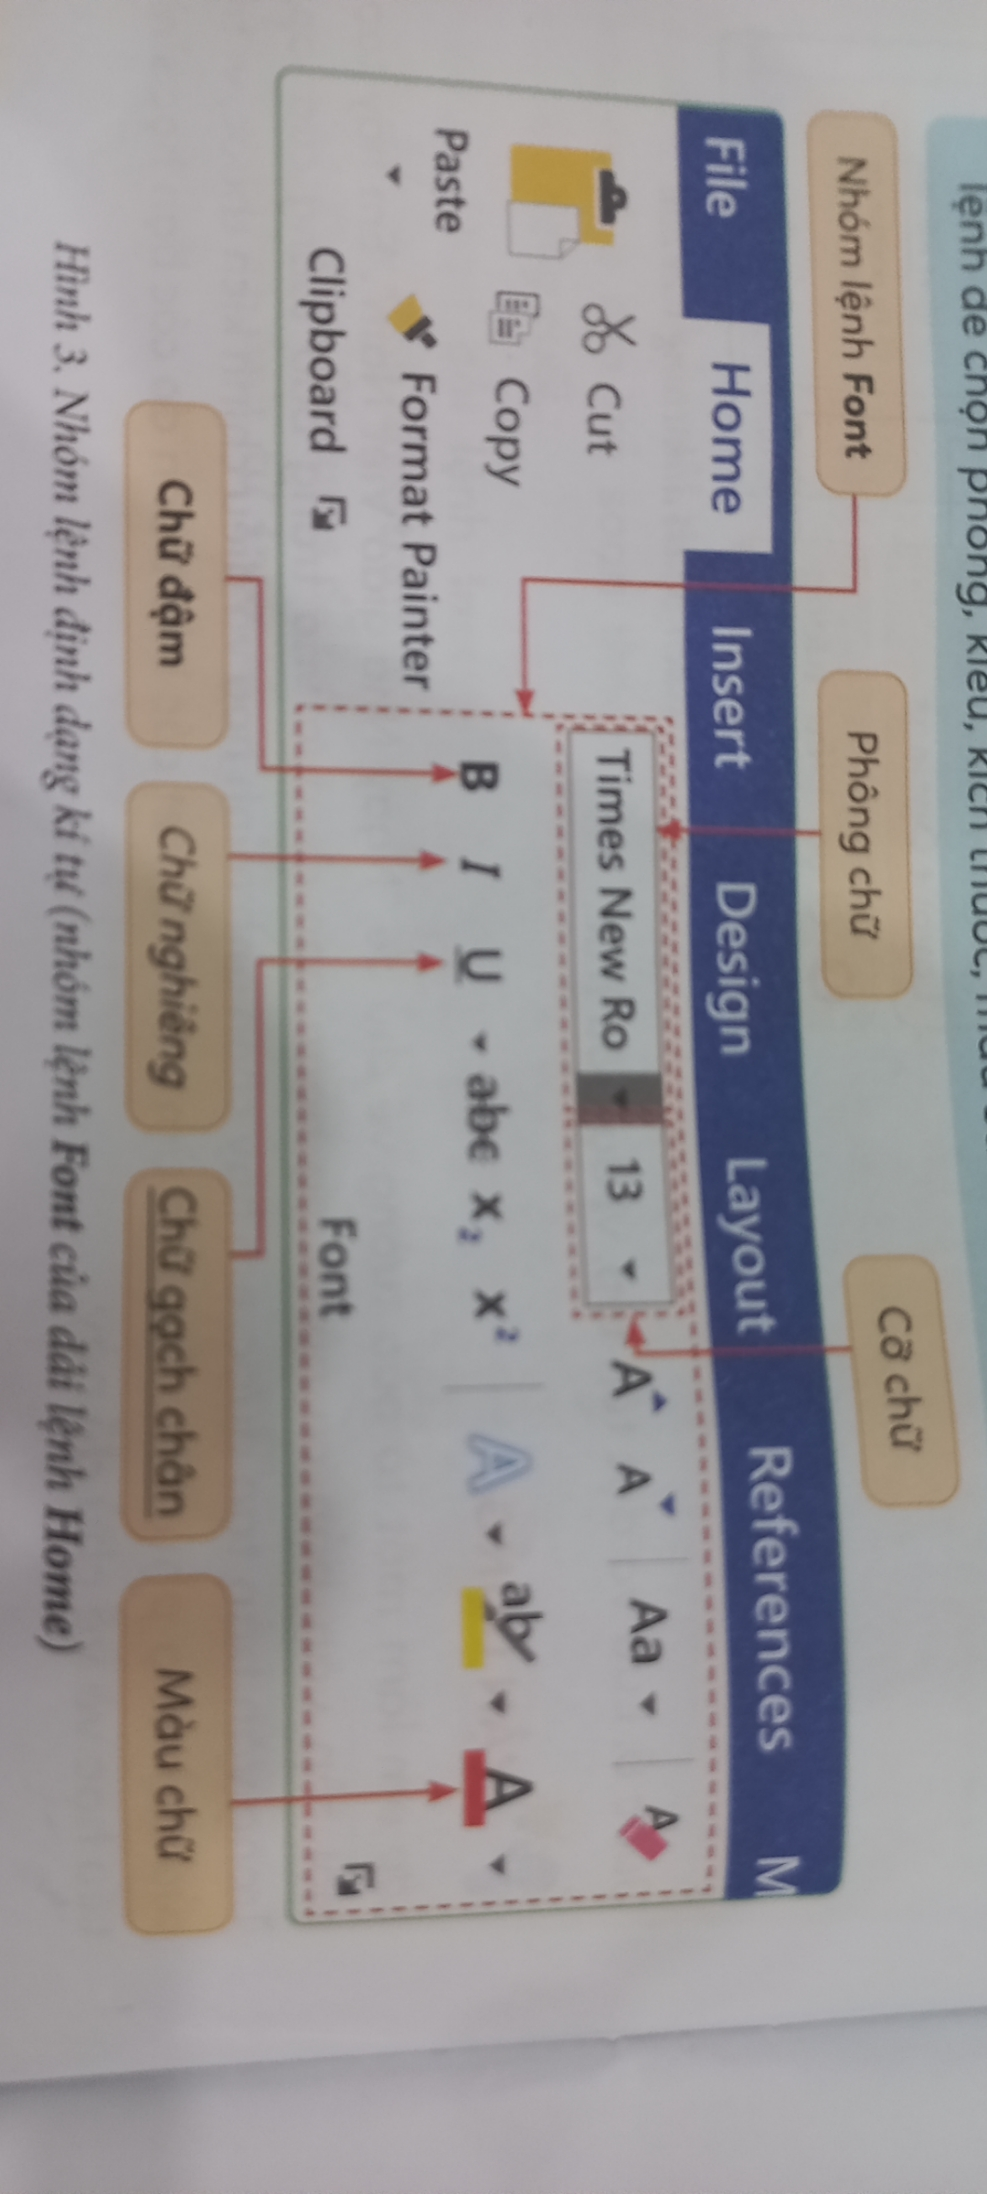 lệnh để chọn phông, kiểu, kích thước,
Nhóm lệnh Font
Phông chữ
Cỡ chữ
File Home Insert Design Layout References M
Paste
Cut
Copy
Format Painter
Clipboard
Times New Ro 13 A A Aa A
B I U abc x₂ x² A ab A
Font
Chữ đậm
Chữ nghiêng
Chữ gạch chân
Màu chữ
Hình 3. Nhóm lệnh định dạng kí tự (nhóm lệnh Font của dải lệnh Home)